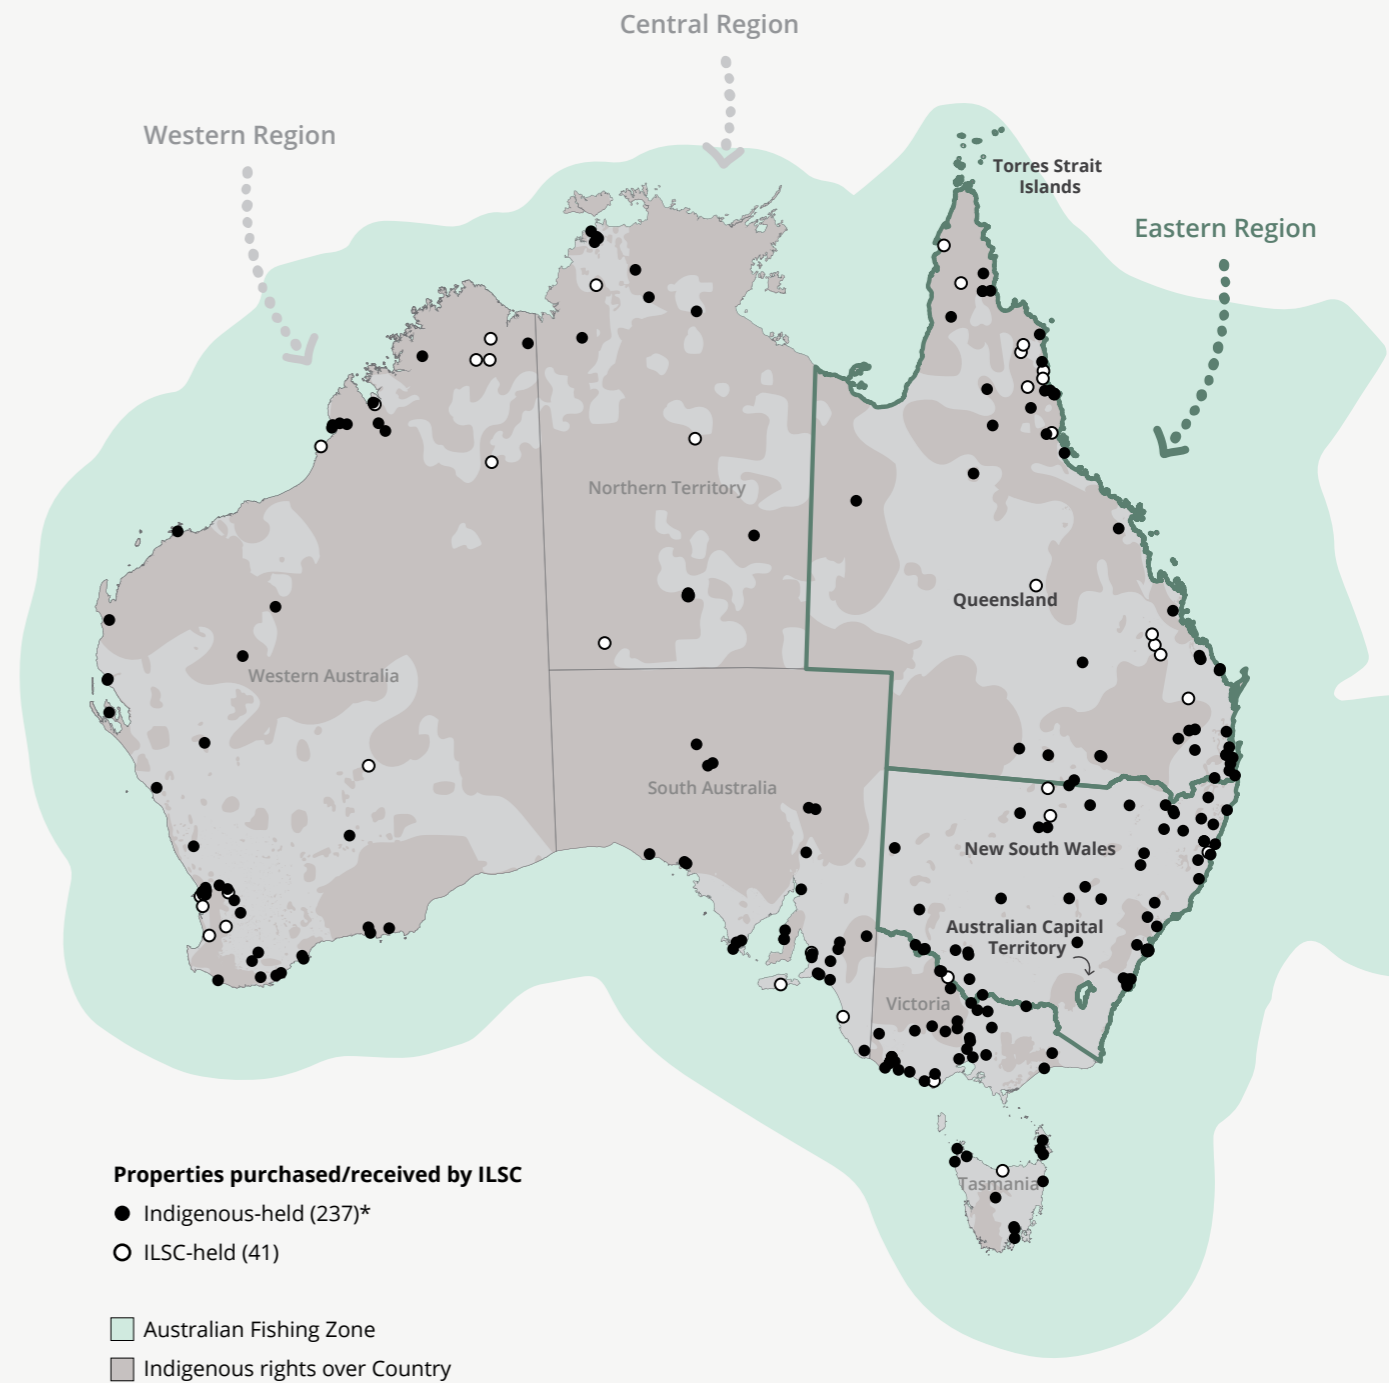 Central Region
Western Region
Torres Strait
Islands
Eastern Region
Northern Territory
Queensland
Western Australia
South Australia
New South Wales
Australian Capital
Territory
Victoria
Tasmania
Properties purchased/received by ILSC
Indigenous-held (237)*
ILSC-held (41)
Australian Fishing Zone
Indigenous rights over Country